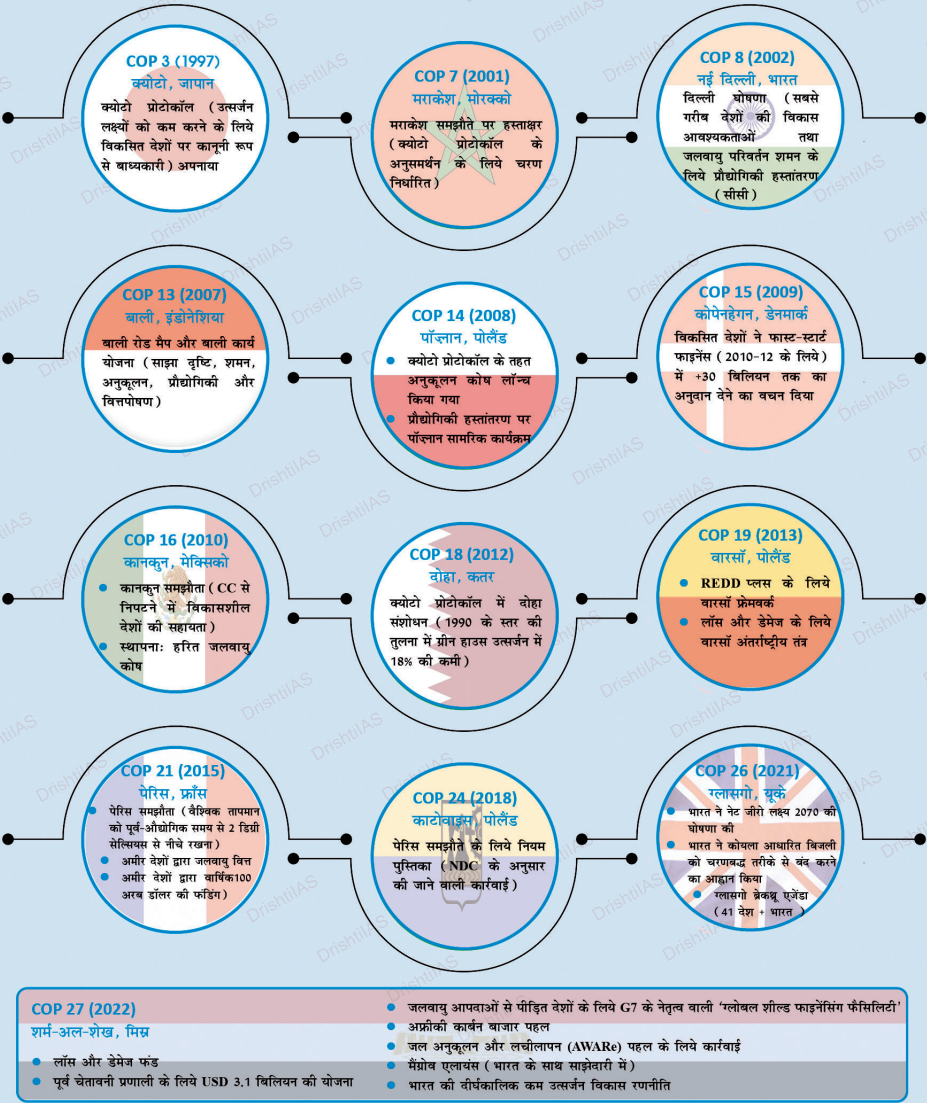 COP 3 (1997)
क्योटो, जापान
क्योटो प्रोटोकॉल (उत्सर्जन
लक्ष्यों को कम करने के लिये
विकसित देशों पर कानूनी रूप
से बाध्यकारी) अपनाया
COP 7 (2001)
मराकेश, मोरक्को
मराकेश समझौते पर हस्ताक्षर
(क्योटो प्रोटोकॉल के
अनुसमर्थन के लिये चरण
निर्धारित)
COP 8 (2002)
नई दिल्ली, भारत
दिल्ली घोषणा (सबसे
गरीब देशों की विकास
आवश्यकताओं तथा
जलवायु परिवर्तन शमन के
लिये प्रौद्योगिकी हस्तांतरण
(सीसी)
COP 13 (2007)
बाली, इंडोनेशिया
बाली रोड मैप और बाली कार्य
योजना (साझा दृष्टि, शमन,
अनुकूलन, प्रौद्योगिकी और
वित्तपोषण)
COP 14 (2008)
पॉज़्नान, पोलैंड
• क्योटो प्रोटोकॉल के तहत
अनुकूलन कोष लॉन्च
किया गया
• प्रौद्योगिकी हस्तांतरण पर
पॉज़्नान सामरिक कार्यक्रम
COP 15 (2009)
कोपेनहेगन, डेनमार्क
विकसित देशों ने फास्ट-स्टार्ट
फाइनेंस (2010-12 के लिये)
में +30 बिलियन तक का
अनुदान देने का वचन दिया
COP 16 (2010)
कानकुन, मेक्सिको
• कानकुन समझौता (CC से
निपटने में विकासशील
देशों की सहायता)
• स्थापनाः हरित जलवायु
कोष
COP 18 (2012)
दोहा, कतर
क्योटो प्रोटोकॉल में दोहा
संशोधन (1990 के स्तर की
तुलना में ग्रीन हाउस उत्सर्जन में
18% की कमी)
COP 19 (2013)
वारसॉ, पोलैंड
• REDD प्लस के लिये
वारसॉ फ्रेमवर्क
• लॉस और डेमेज के लिये
वारसॉ अंतर्राष्ट्रीय तंत्र
COP 21 (2015)
पेरिस, फ्राँस
• पेरिस समझौता (वैश्विक तापमान
को पूर्व-औद्योगिक समय से 2 डिग्री
सेल्सियस से नीचे रखना)
• अमीर देशों द्वारा जलवायु वित्त
• अमीर देशों द्वारा वार्षिक100
अरब डॉलर की फंडिंग)
COP 24 (2018)
काटोवाइस, पोलैंड
पेरिस समझौते के लिये नियम
पुस्तिका (NDC के अनुसार
की जाने वाली कार्रवाई)
COP 26 (2021)
ग्लासगो, यूके
• भारत ने नेट जीरो लक्ष्य 2070 की
घोषणा की
• भारत ने कोयला आधारित बिजली
को चरणबद्ध तरीके से बंद करने
का आह्वान किया
• ग्लासगो ब्रेकथ्रू एजेंडा
(41 देश + भारत )
COP 27 (2022)
शर्म-अल-शेख, मिस्र
• लॉस और डेमेज फंड
• पूर्व चेतावनी प्रणाली के लिये USD 3.1 बिलियन की योजना
• जलवायु आपदाओं से पीड़ित देशों के लिये G7 के नेतृत्व वाली 'ग्लोबल शील्ड फाइनेंसिंग फैसिलिटी'
• अफ्रीकी कार्बन बाजार पहल
• जल अनुकूलन और लचीलापन (AWARe) पहल के लिये कार्रवाई
• मैंग्रोव एलायंस (भारत के साथ साझेदारी में)
• भारत की दीर्घकालिक कम उत्सर्जन विकास रणनीति
DrishtiIAS